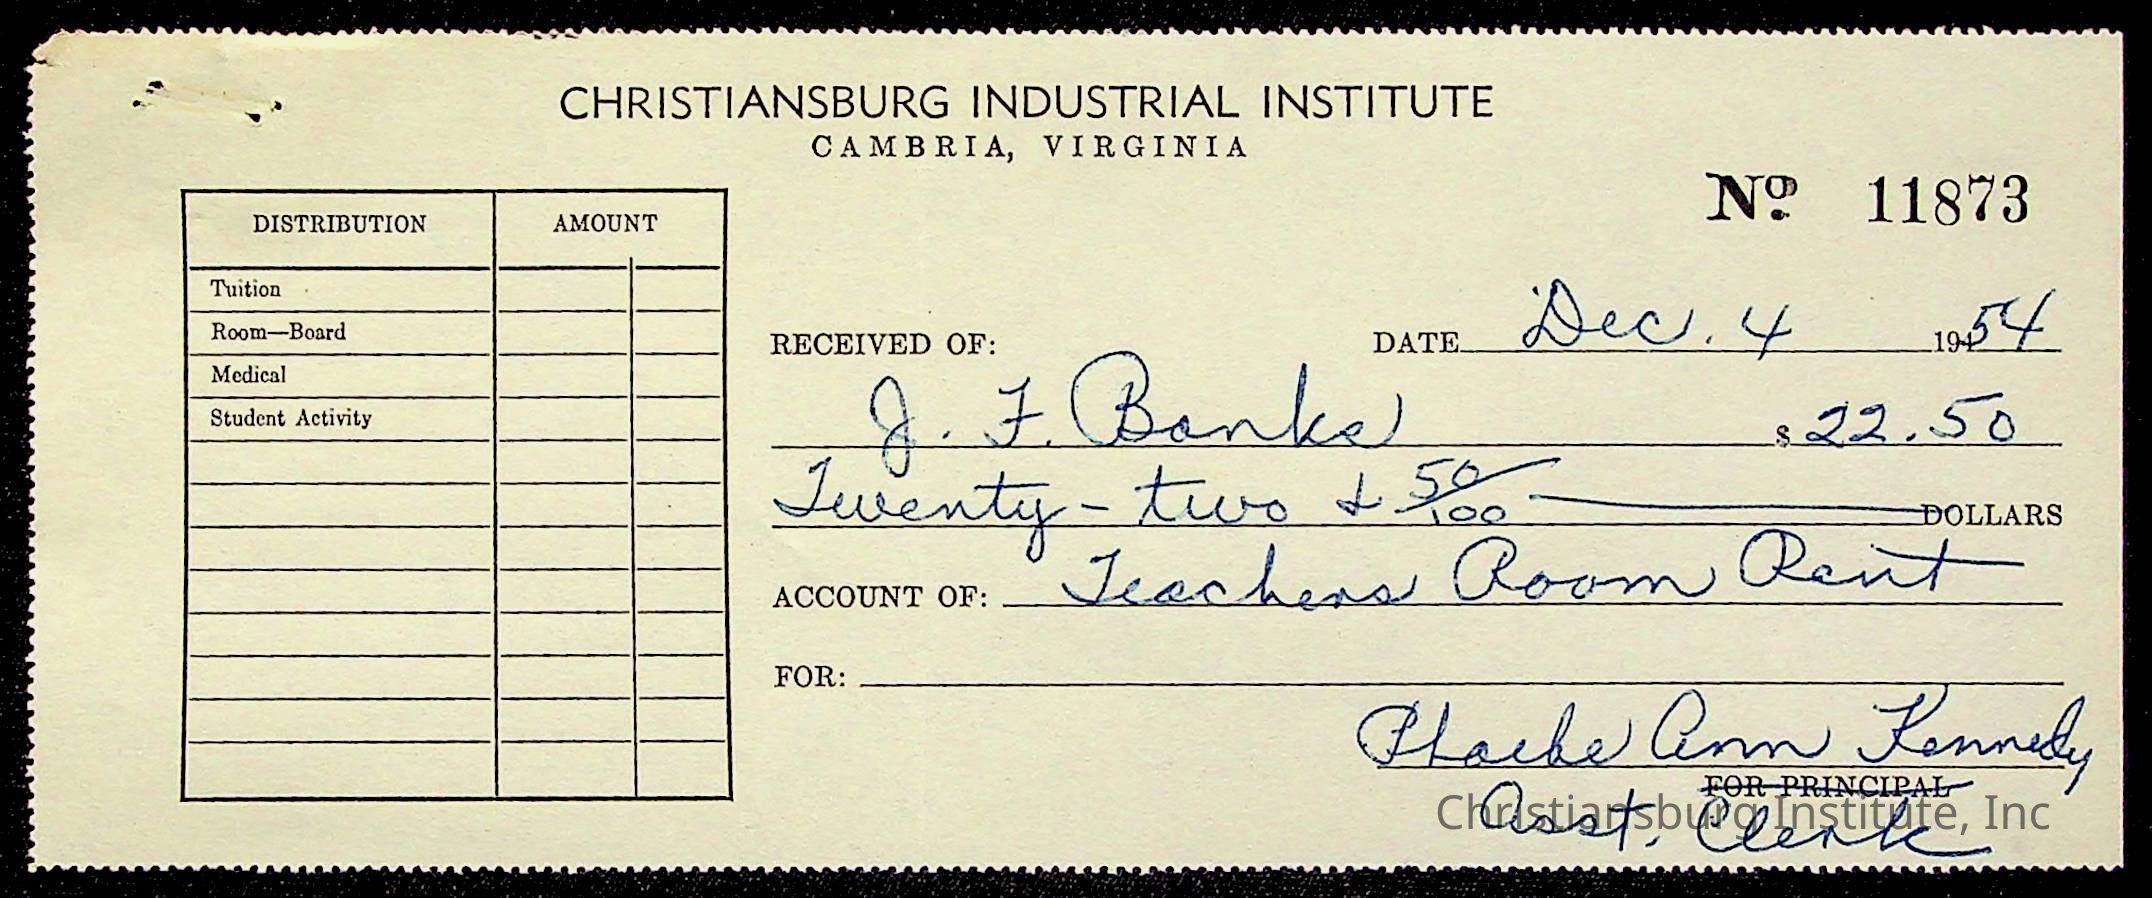 CHRISTIANSBURG INDUSTRIAL INSTITUTE
CAMBRIA, VIRGINIA
Nº 11873
DISTRIBUTION AMOUNT
Tuition
Room—Board
Medical
Student Activity
RECEIVED OF: DATE Dec. 4 1954
J. F. Banks $ 22.50
Twenty-two & 50/100 DOLLARS
ACCOUNT OF: Teachers Room Rent
FOR:
Phoebe Ann Kennedy
FOR PRINCIPAL
Asst. Clerk
Christiansburg Institute, Inc